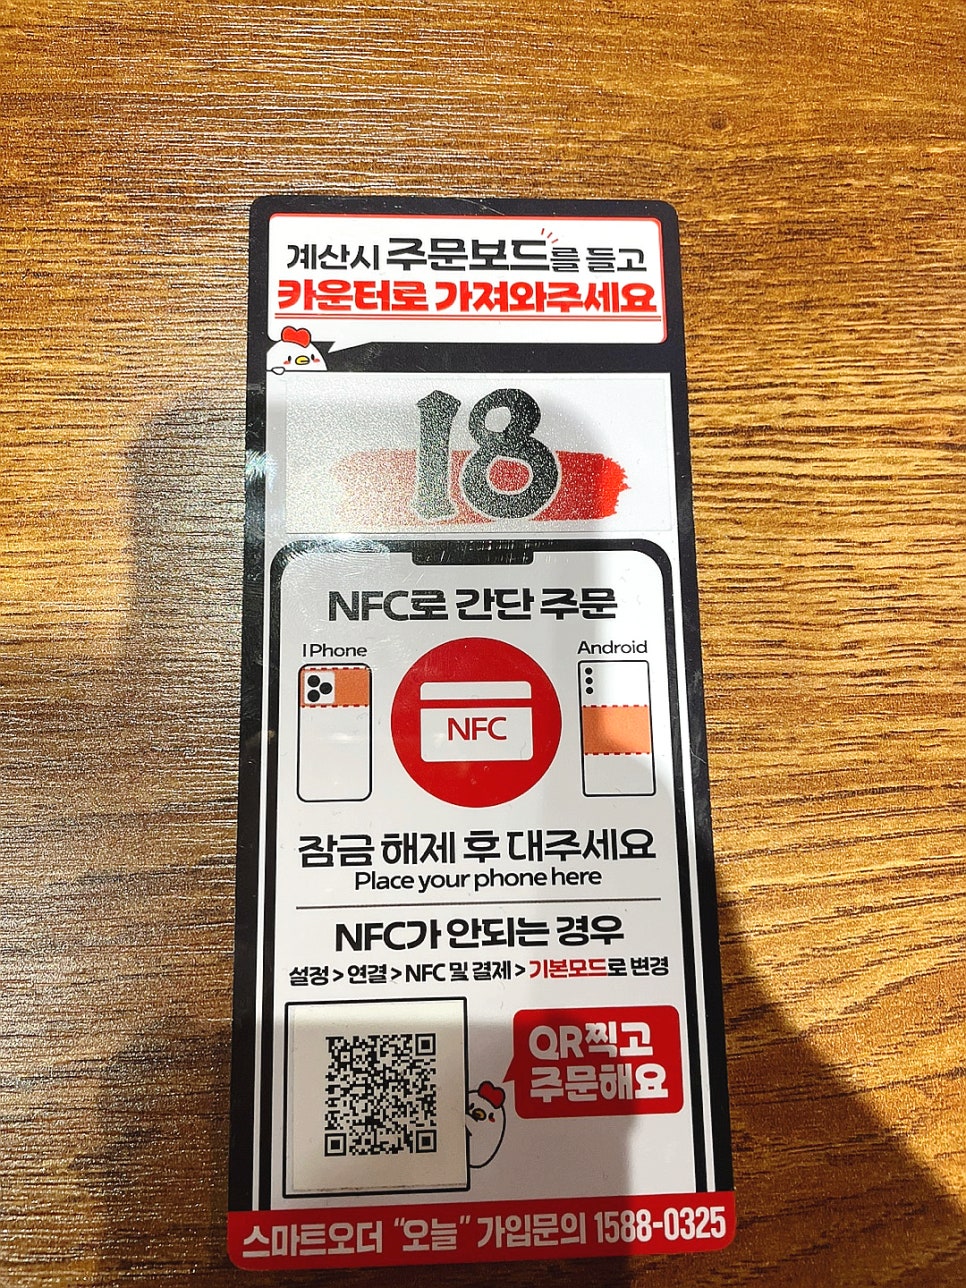 계산시 주문보드를 들고
카운터로 가져와주세요
18
NFC로 간단 주문
I Phone
Android
NFC
잠금 해제 후 대주세요
Place your phone here
NFC가 안되는 경우
설정 > 연결 > NFC 및 결제 > 기본모드로 변경
QR찍고
주문해요
스마트오더 “오늘” 가입문의 1588-0325